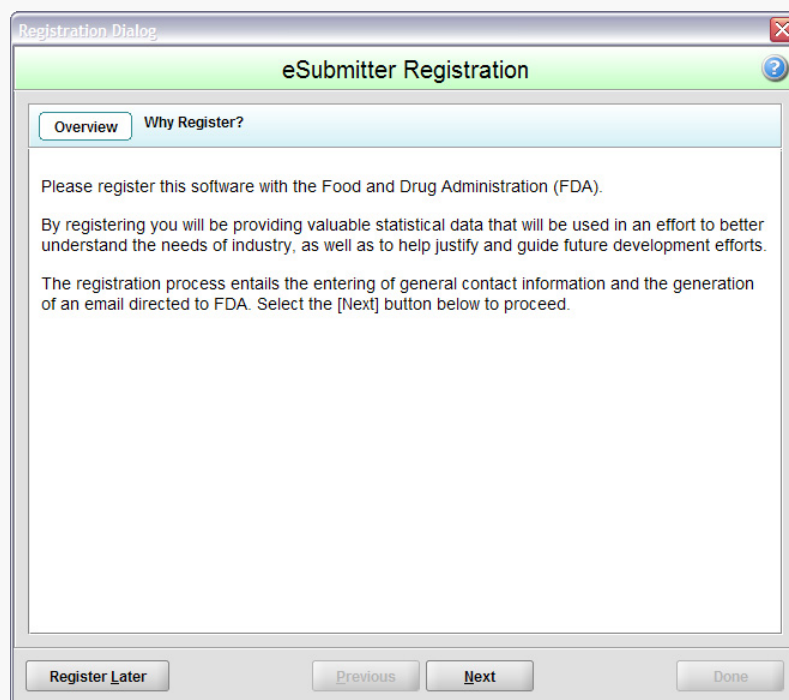 Registration Dialog
eSubmitter Registration
?
Overview
Why Register?
Please register this software with the Food and Drug Administration (FDA).
By registering you will be providing valuable statistical data that will be used in an effort to better
understand the needs of industry, as well as to help justify and guide future development efforts.
The registration process entails the entering of general contact information and the generation
of an email directed to FDA. Select the [Next] button below to proceed.
Register Later
Previous
Next
Done